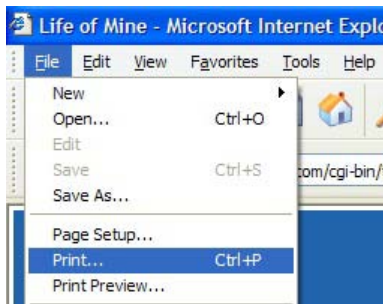 Life of Mine - Microsoft Internet Explo
File Edit View Favorites Tools Help
New
Open... Ctrl+O
Edit
Save Ctrl+S
Save As...
.com/cgi-bin/
Page Setup...
Print... Ctrl+P
Print Preview...